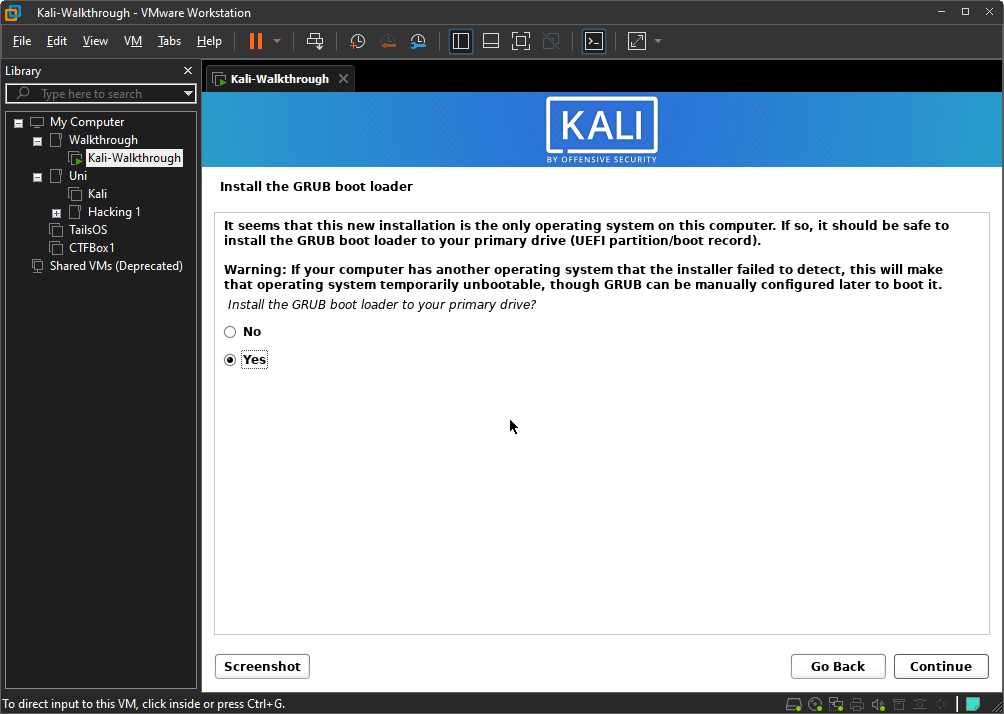 Kali-Walkthrough - VMware Workstation
File Edit View VM Tabs Help
Library
Type here to search
My Computer
Walkthrough
Kali-Walkthrough
Uni
Kali
Hacking 1
TailsOS
CTFBox1
Shared VMs (Deprecated)
Kali-Walkthrough
KALI
BY OFFENSIVE SECURITY
Install the GRUB boot loader
It seems that this new installation is the only operating system on this computer. If so, it should be safe to
install the GRUB boot loader to your primary drive (UEFI partition/boot record).
Warning: If your computer has another operating system that the installer failed to detect, this will make
that operating system temporarily unbootable, though GRUB can be manually configured later to boot it.
Install the GRUB boot loader to your primary drive?
No
Yes
Screenshot
Go Back
Continue
To direct input to this VM, click inside or press Ctrl+G.